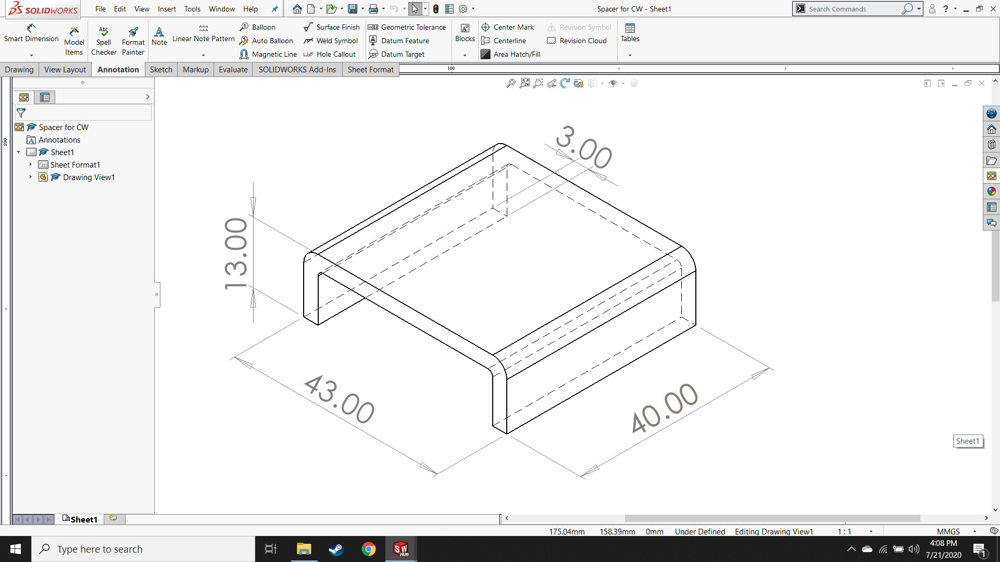 SOLIDWORKS File Edit View Insert Tools Window Help Spacer for CW - Sheet1 Search Commands ?
Smart Dimension
Model Items
Spell Checker
Format Painter
Note
Linear Note Pattern
Balloon
Auto Balloon
Magnetic Line
Surface Finish
Weld Symbol
Hole Callout
Geometric Tolerance
Datum Feature
Datum Target
Blocks
Center Mark
Centerline
Area Hatch/Fill
Revision Symbol
Revision Cloud
Tables
Drawing View Layout Annotation Sketch Markup Evaluate SOLIDWORKS Add-Ins Sheet Format
100
200
Spacer for CW
Annotations
Sheet1
Sheet Format1
Drawing View1
3.00
13.00
43.00
40.00
Sheet1
Sheet1
175.04mm 158.39mm 0mm Under Defined Editing Drawing View1 1 : 1 MMGS
Type here to search
SW
2020
4:08 PM
7/21/2020
1